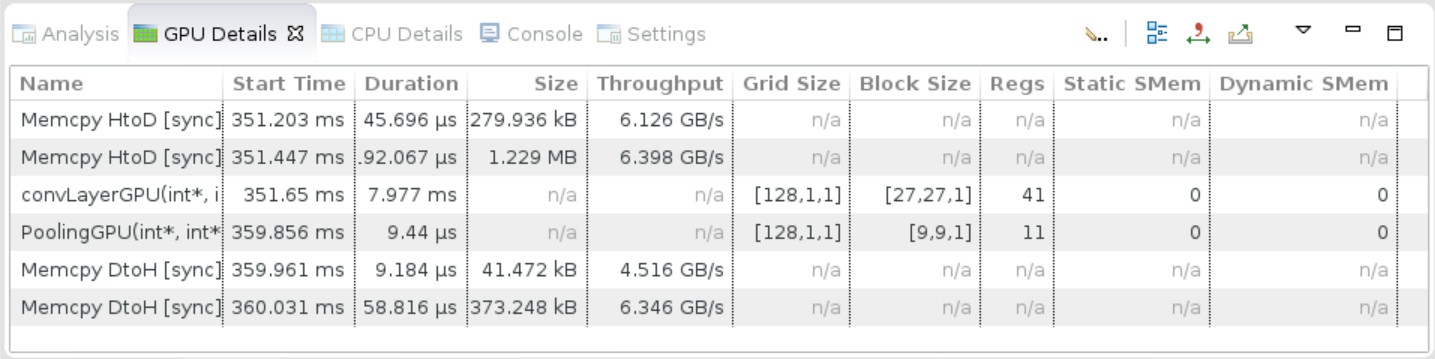 Analysis GPU Details CPU Details Console Settings
Name Start Time Duration Size Throughput Grid Size Block Size Regs Static SMem Dynamic SMem
Memcpy HtoD [sync] 351.203 ms 45.696 µs 279.936 kB 6.126 GB/s n/a n/a n/a n/a n/a
Memcpy HtoD [sync] 351.447 ms .92.067 µs 1.229 MB 6.398 GB/s n/a n/a n/a n/a n/a
convLayerGPU(int*, i 351.65 ms 7.977 ms n/a n/a [128,1,1] [27,27,1] 41 0 0
PoolingGPU(int*, int* 359.856 ms 9.44 µs n/a n/a [128,1,1] [9,9,1] 11 0 0
Memcpy DtoH [sync] 359.961 ms 9.184 µs 41.472 kB 4.516 GB/s n/a n/a n/a n/a n/a
Memcpy DtoH [sync] 360.031 ms 58.816 µs 373.248 kB 6.346 GB/s n/a n/a n/a n/a n/a